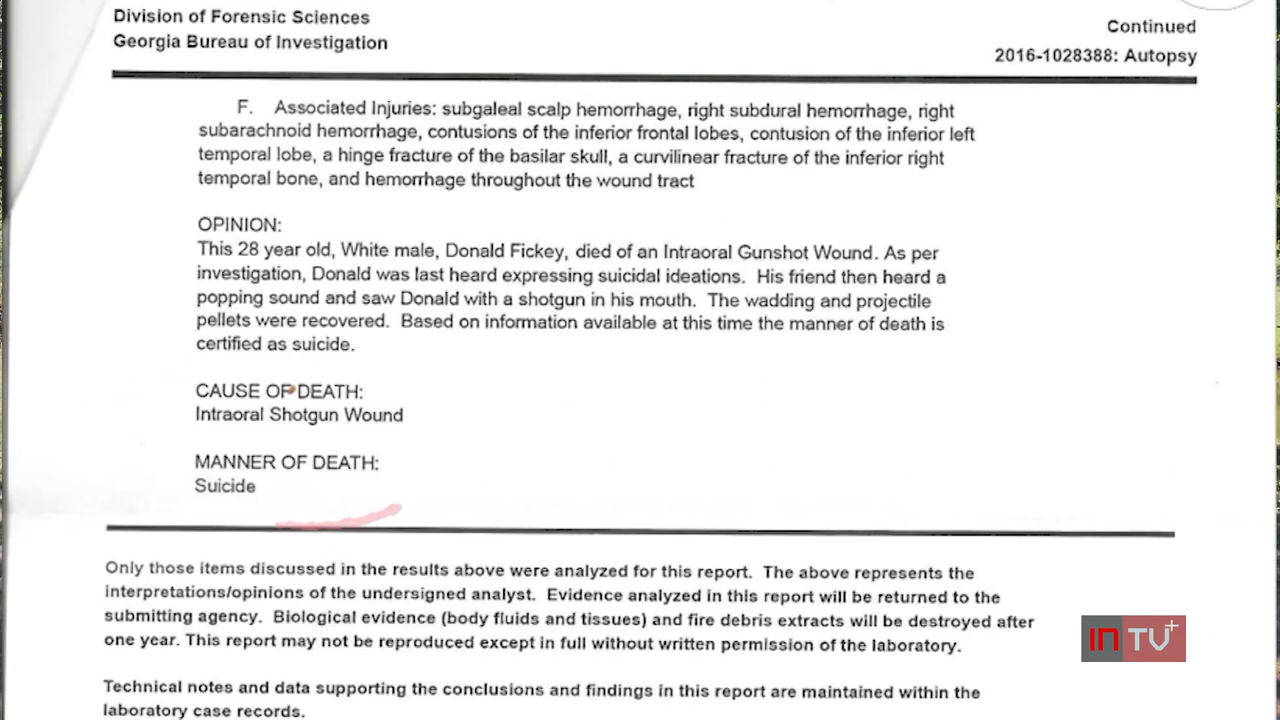 Division of Forensic Sciences
Georgia Bureau of Investigation
Continued
2016-1028388: Autopsy
F. Associated Injuries: subgaleal scalp hemorrhage, right subdural hemorrhage, right
subarachnoid hemorrhage, contusions of the inferior frontal lobes, contusion of the inferior left
temporal lobe, a hinge fracture of the basilar skull, a curvilinear fracture of the inferior right
temporal bone, and hemorrhage throughout the wound tract
OPINION:
This 28 year old, White male, Donald Fickey, died of an Intraoral Gunshot Wound. As per
investigation, Donald was last heard expressing suicidal ideations. His friend then heard a
popping sound and saw Donald with a shotgun in his mouth. The wadding and projectile
pellets were recovered. Based on information available at this time the manner of death is
certified as suicide.
CAUSE OF DEATH:
Intraoral Shotgun Wound
MANNER OF DEATH:
Suicide
Only those items discussed in the results above were analyzed for this report. The above represents the
interpretations/opinions of the undersigned analyst. Evidence analyzed in this report will be returned to the
submitting agency. Biological evidence (body fluids and tissues) and fire debris extracts will be destroyed after
one year. This report may not be reproduced except in full without written permission of the laboratory.
Technical notes and data supporting the conclusions and findings in this report are maintained within the
laboratory case records.
INTV+